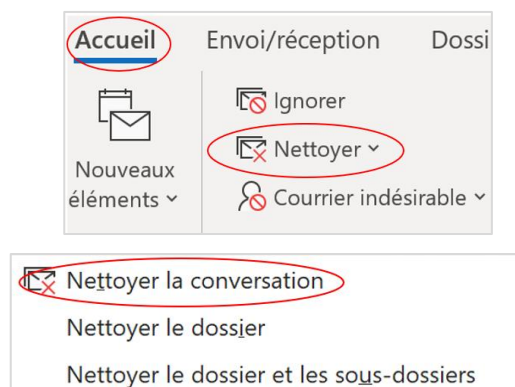 Accueil Envoi/réception Dossi
Ignorer
Nettoyer
Nouveaux
éléments
Courrier indésirable
Nettoyer la conversation
Nettoyer le dossier
Nettoyer le dossier et les sous-dossiers